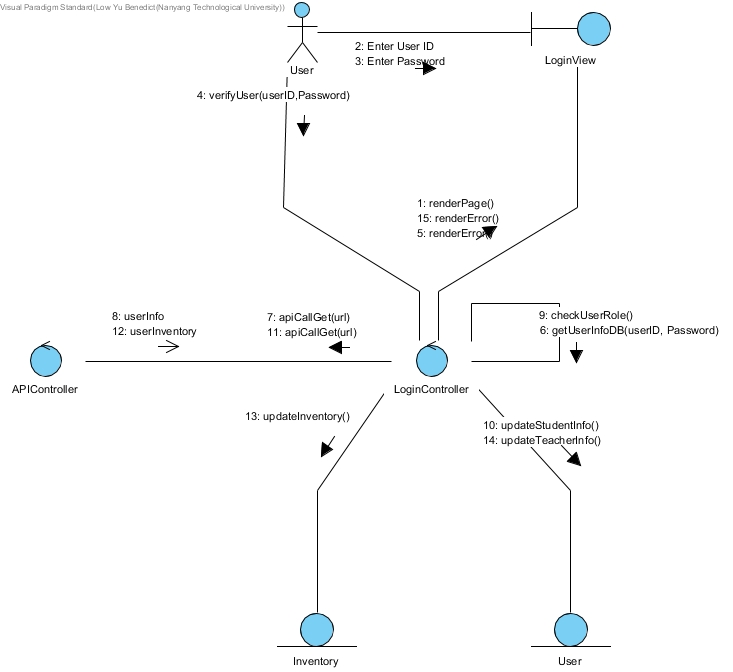 Visual Paradigm Standard(Low Yu Benedict(Nanyang Technological University))
2: Enter User ID
3: Enter Password
User
LoginView
4: verifyUser(userID,Password)
1: renderPage()
15: renderError()
5: renderError()
8: userInfo
12: userInventory
7: apiCallGet(url)
11: apiCallGet(url)
9: checkUserRole()
6: getUserInfoDB(userID, Password)
APIController
LoginController
13: updateInventory()
10: updateStudentInfo()
14: updateTeacherInfo()
Inventory
User